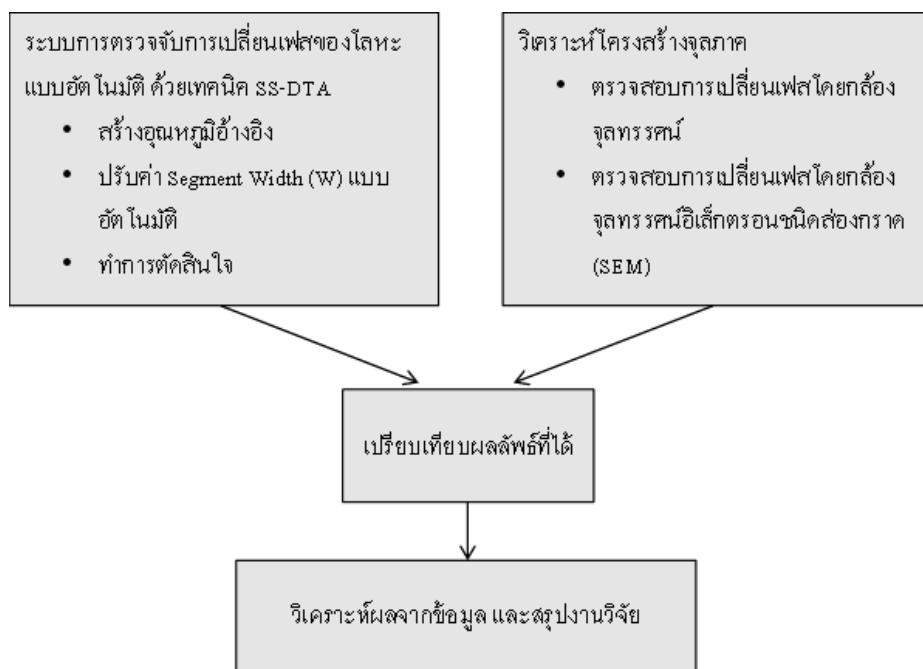 ระบบการตรวจจับการเปลี่ยนเฟสของโลหะ
แบบอัตโนมัติ ด้วยเทคนิค SS-DTA
• สร้างอุณหภูมิอ้างอิง
• ปรับค่า Segment Width (W) แบบ
อัตโนมัติ
• ทำการตัดสินใจ
วิเคราะห์โครงสร้างจุลภาค
• ตรวจสอบการเปลี่ยนเฟสโดยกล้อง
จุลทรรศน์
• ตรวจสอบการเปลี่ยนเฟสโดยกล้อง
จุลทรรศน์อิเล็กตรอนชนิดส่องกราด
(SEM)
เปรียบเทียบผลลัพธ์ที่ได้
วิเคราะห์ผลจากข้อมูล และสรุปงานวิจัย